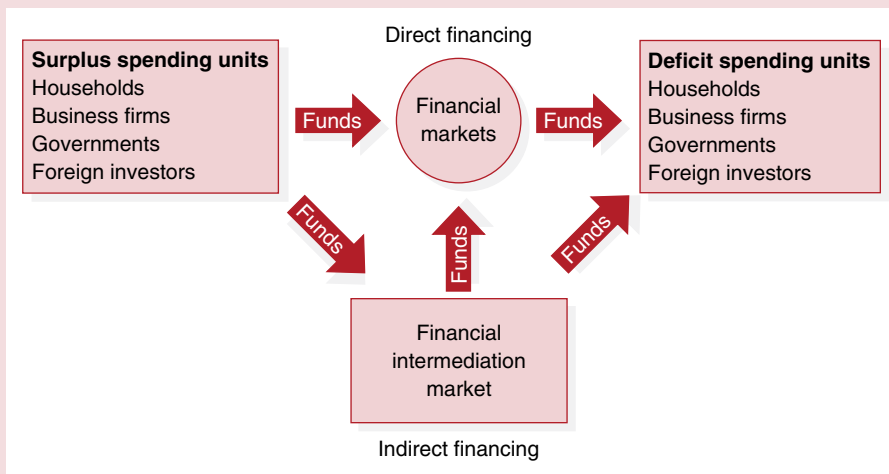 Direct financing
Surplus spending units
Households
Business firms
Governments
Foreign investors
Funds
Financial
markets
Funds
Deficit spending units
Households
Business firms
Governments
Foreign investors
Funds
Funds
Funds
Financial
intermediation
market
Indirect financing